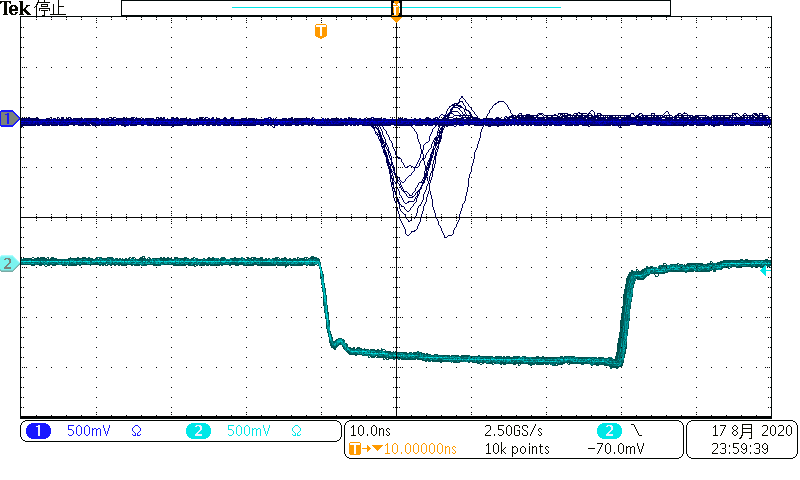 Tek 停止
T
T
1
2
1 500mV Ω 2 500mV Ω 10.0ns 2.50GS/s 2 17 8月 2020
T→▼10.00000ns 10k points −70.0mV 23:59:39